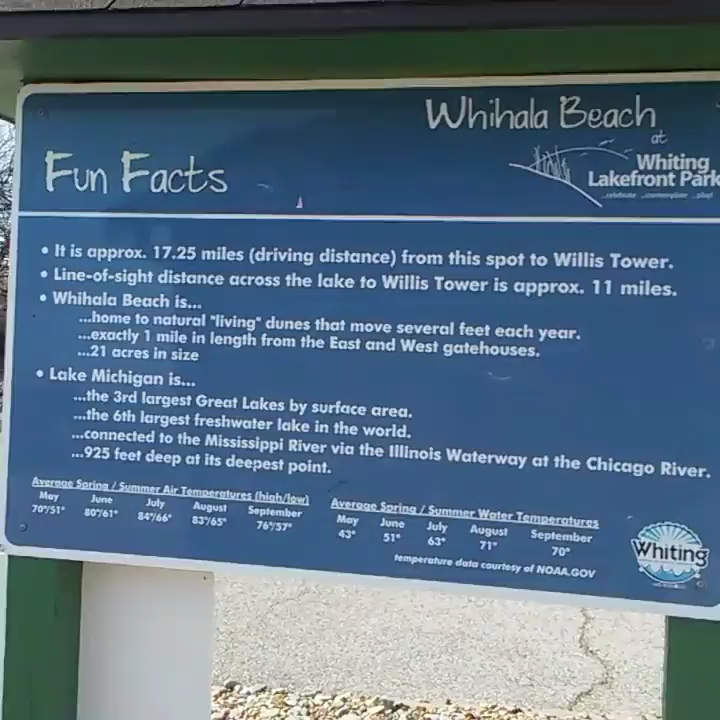 Whihala Beach
at
Whiting
Lakefront Park
celebrate ...contemplate ...play!
Fun Facts
• It is approx. 17.25 miles (driving distance) from this spot to Willis Tower.
• Line-of-sight distance across the lake to Willis Tower is approx. 11 miles.
• Whihala Beach is...
...home to natural "living" dunes that move several feet each year.
...exactly 1 mile in length from the East and West gatehouses.
...21 acres in size
• Lake Michigan is...
...the 3rd largest Great Lakes by surface area.
...the 6th largest freshwater lake in the world.
...connected to the Mississippi River via the Illinois Waterway at the Chicago River.
...925 feet deep at its deepest point.
Average Spring / Summer Air Temperatures (high/low)
May June July August September
70°/51° 80°/61° 84°/66° 83°/65° 76°/57°
Average Spring / Summer Water Temperatures
May June July August September
43° 51° 63° 71° 70°
temperature data courtesy of NOAA.GOV
Whiting